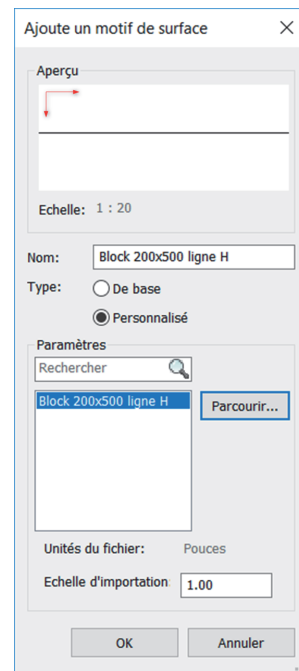 Ajoute un motif de surface
Aperçu
Echelle: 1 : 20
Nom: Block 200x500 ligne H
Type: De base
Personnalisé
Paramètres
Rechercher
Block 200x500 ligne H
Parcourir...
Unités du fichier: Pouces
Echelle d'importation: 1.00
OK Annuler